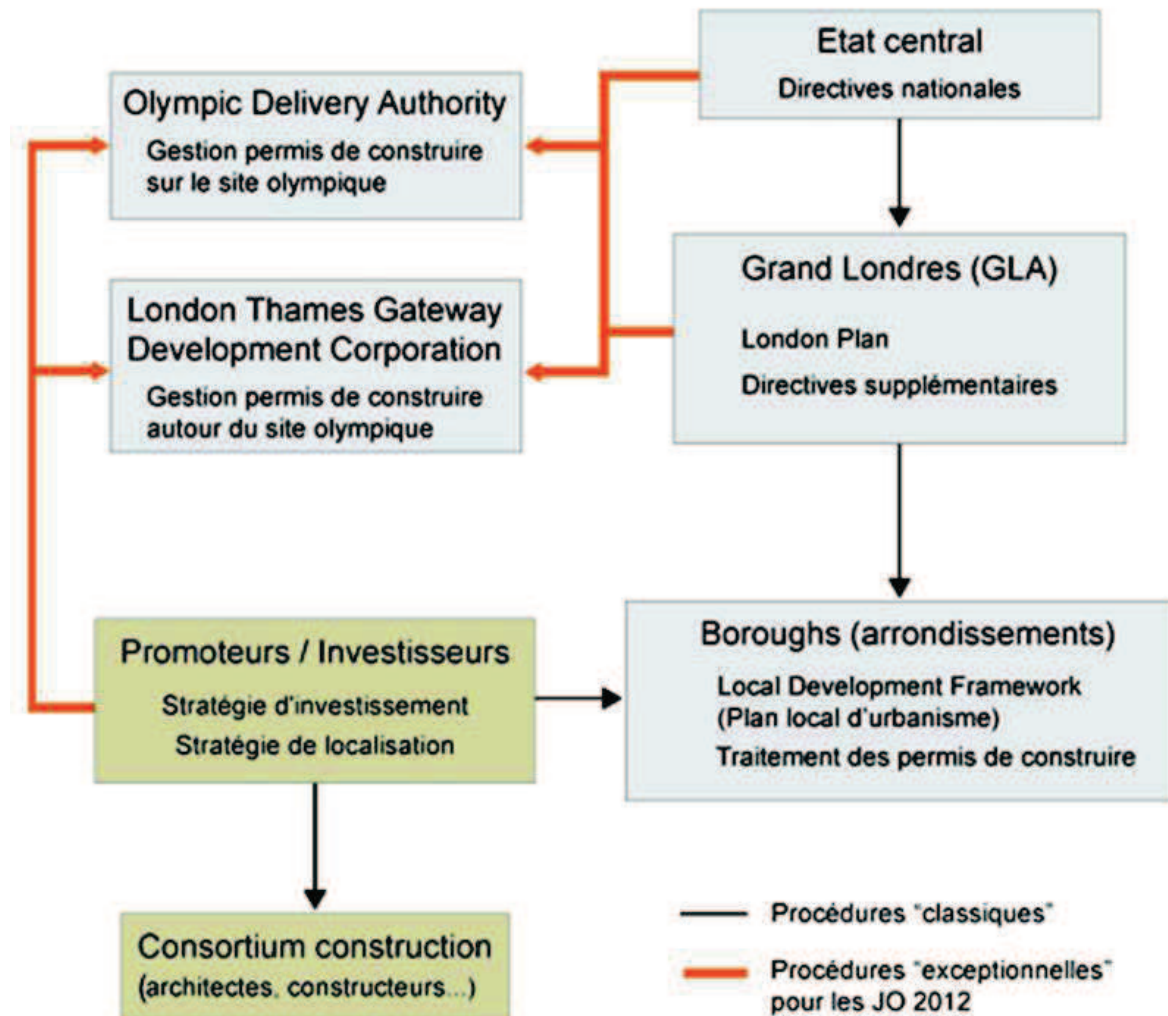 Etat central
Directives nationales
Olympic Delivery Authority
Gestion permis de construire
sur le site olympique
Grand Londres (GLA)
London Plan
Directives supplémentaires
London Thames Gateway
Development Corporation
Gestion permis de construire
autour du site olympique
Promoteurs / Investisseurs
Stratégie d'investissement
Stratégie de localisation
Boroughs (arrondissements)
Local Development Framework
(Plan local d'urbanisme)
Traitement des permis de construire
Consortium construction
(architectes, constructeurs...)
Procédures "classiques"
Procédures "exceptionnelles"
pour les JO 2012